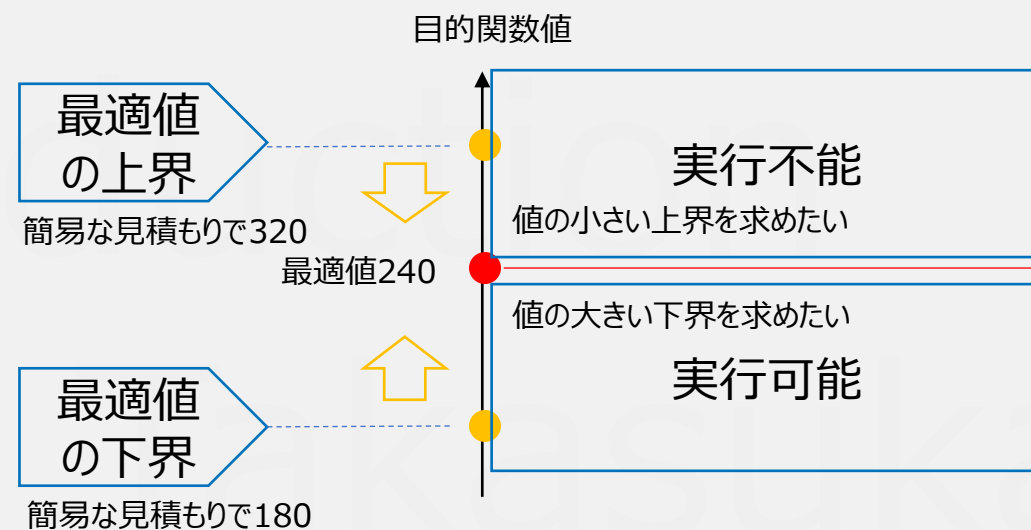 目的関数値
最適値
の上界
簡易な見積もりで320
実行不能
値の小さい上界を求めたい
最適値240
値の大きい下界を求めたい
実行可能
最適値
の下界
簡易な見積もりで180